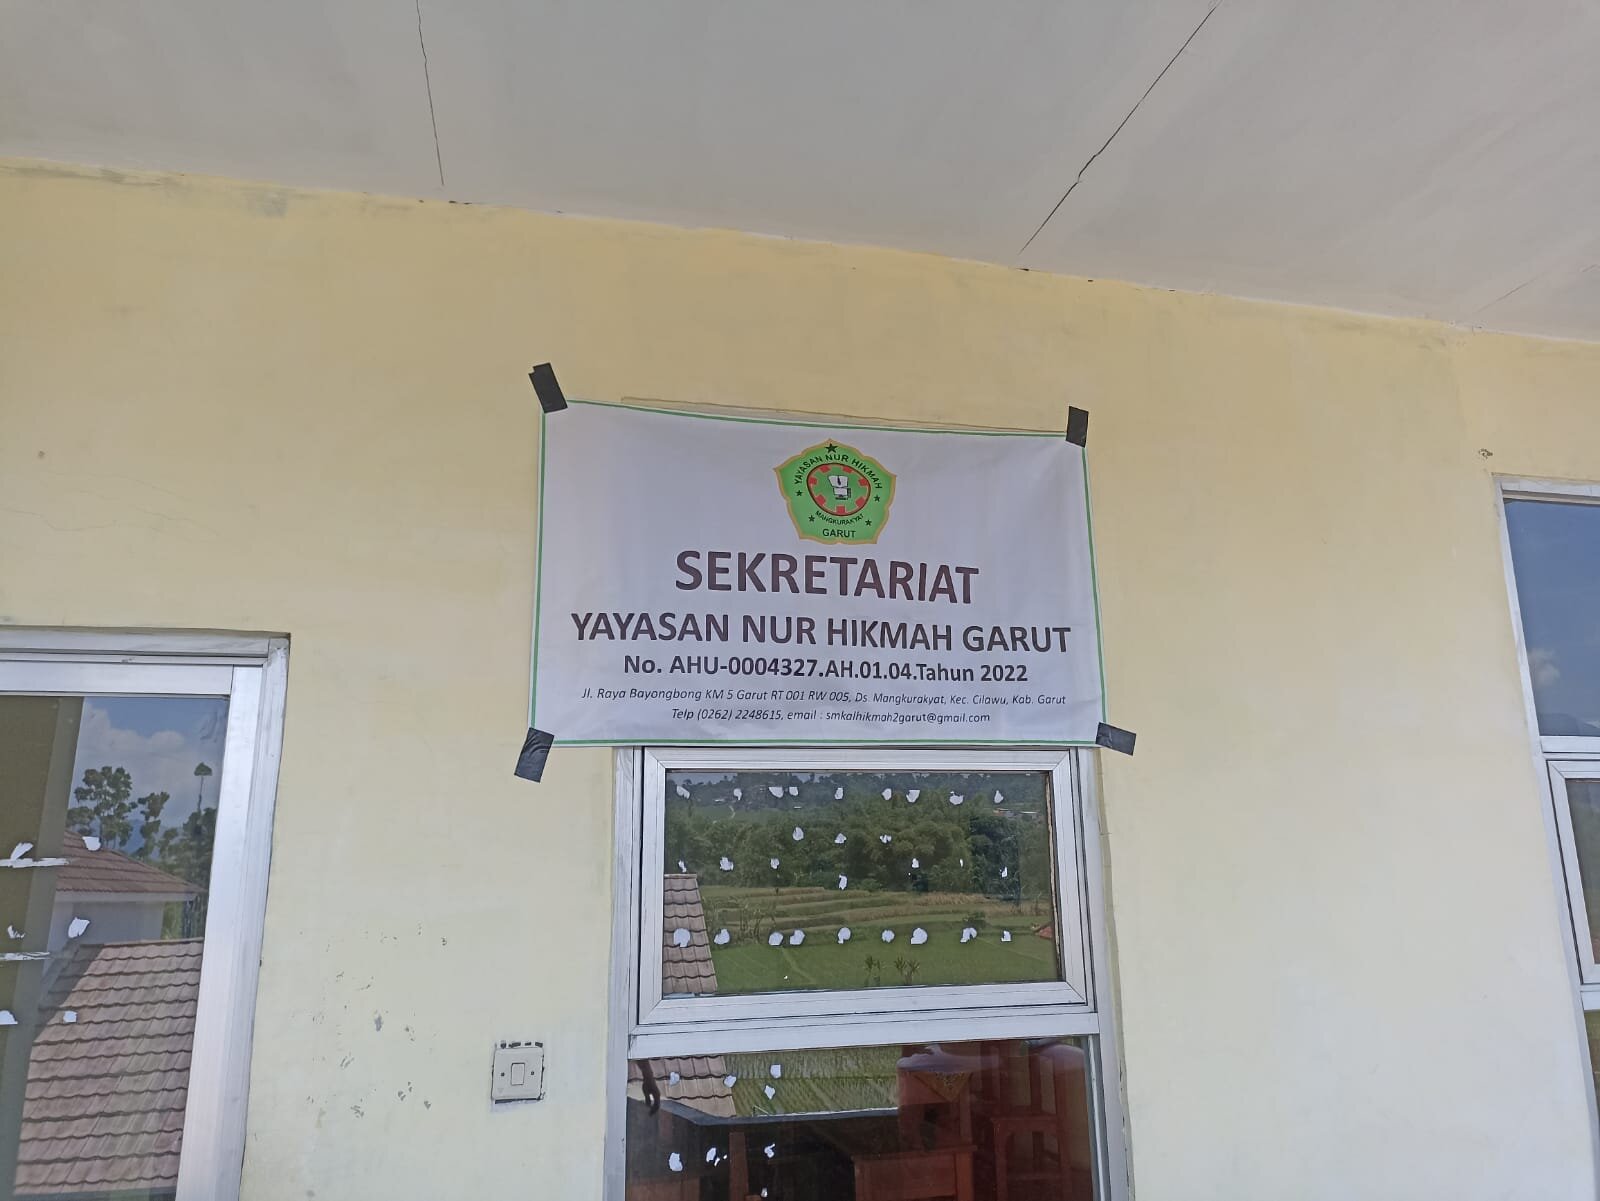 YAYASAN NUR HIKMAH
MANGKURAKYAT
GARUT
SEKRETARIAT
YAYASAN NUR HIKMAH GARUT
No. AHU-0004327.AH.01.04.Tahun 2022
Jl. Raya Bayongbong KM 5 Garut RT 001 RW 005, Ds. Mangkurakyat, Kec. Cilawu, Kab. Garut
Telp (0262) 2248615, email : smkalhikmah2garut@gmail.com